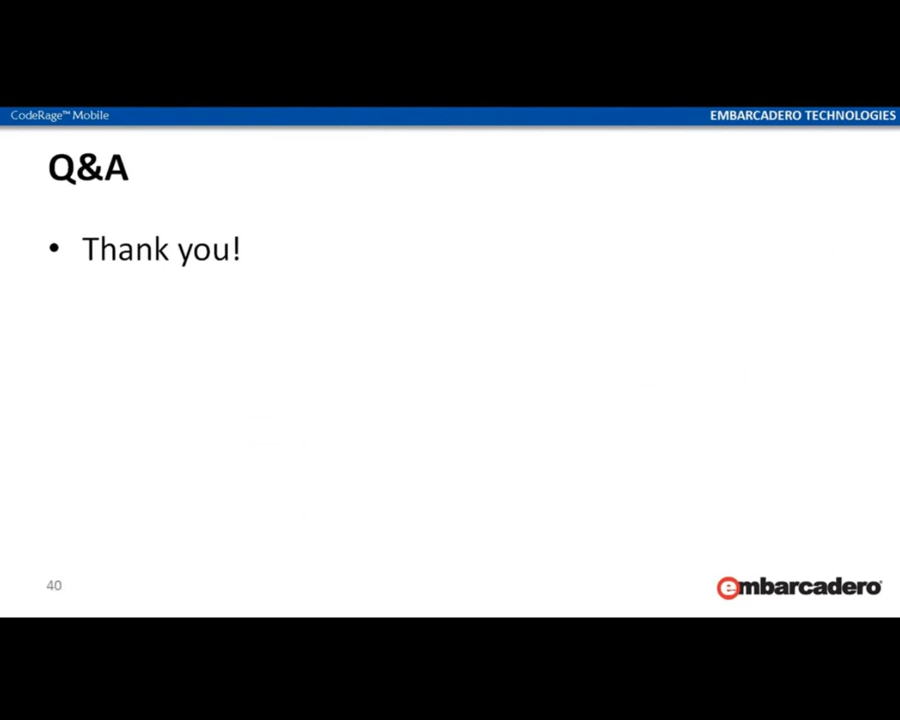 CodeRage™ Mobile
EMBARCADERO TECHNOLOGIES
Q&A
• Thank you!
40
embarcadero®